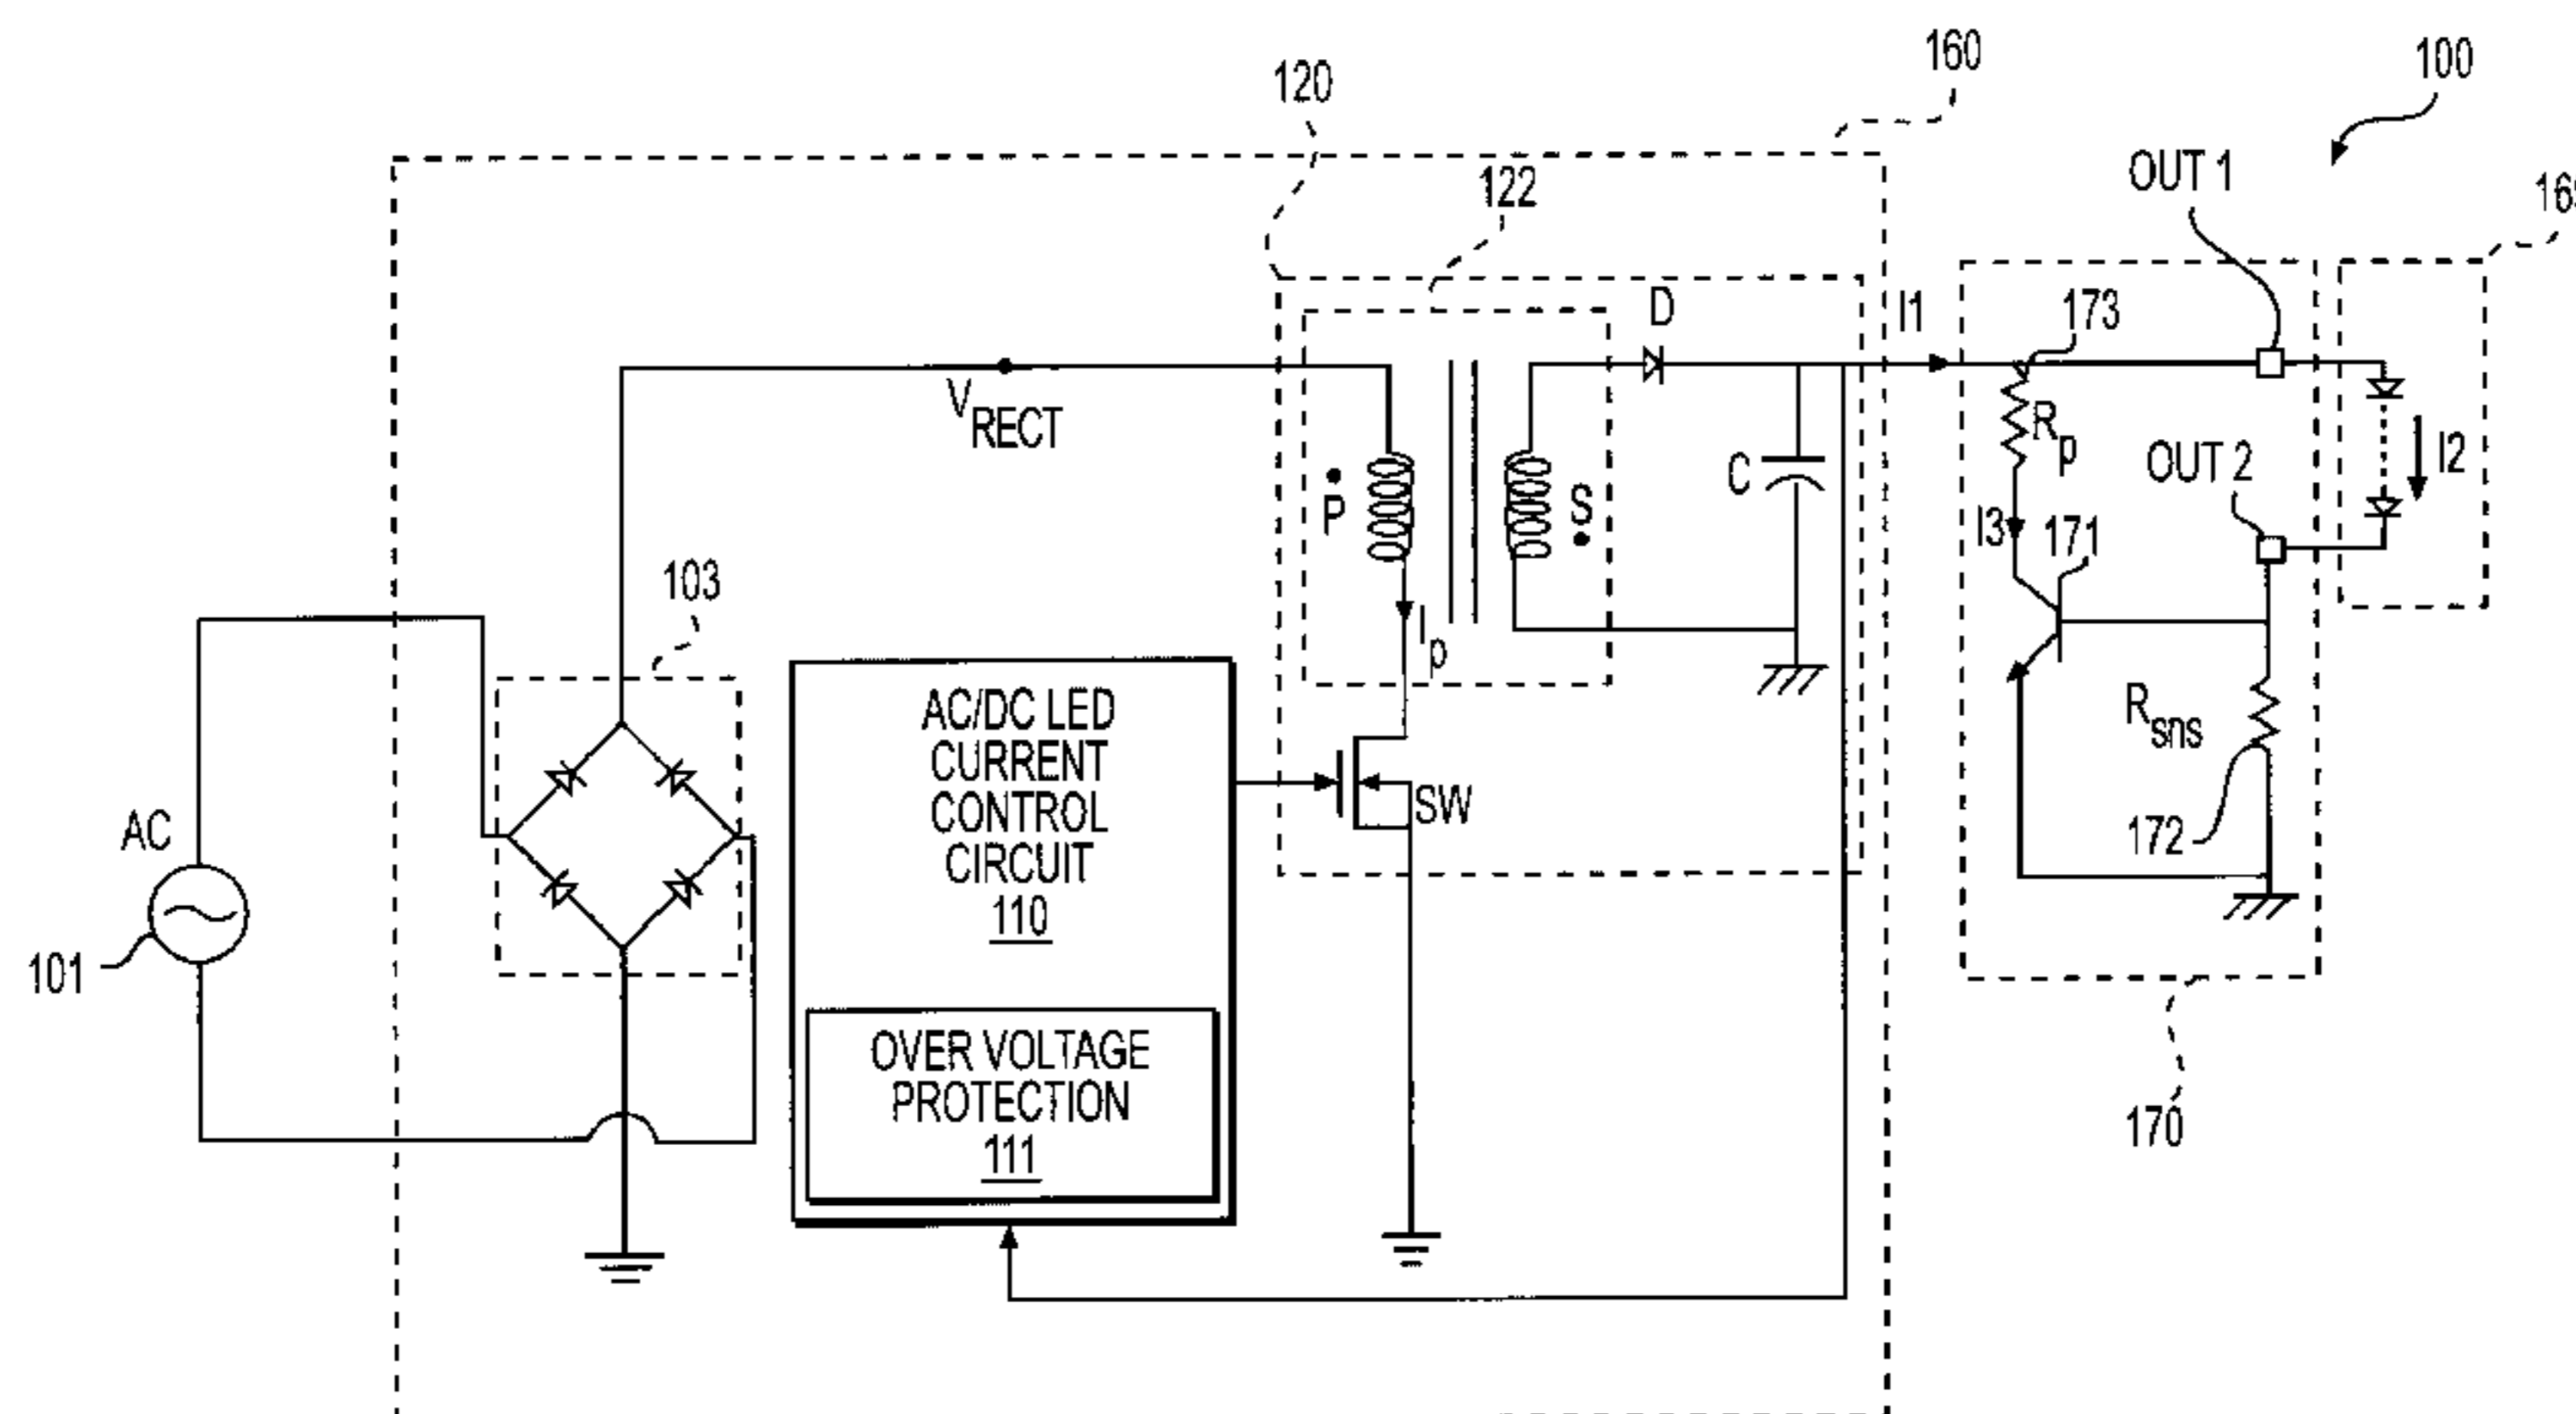 160
100
120
OUT 1
122
D
I1
173
V
RECT
Rp
OUT 2
I2
C
P
S
I3
171
103
Ip
AC/DC LED
CURRENT
CONTROL
CIRCUIT
110
Rsns
SW
AC
172
101
OVER VOLTAGE
PROTECTION
111
170